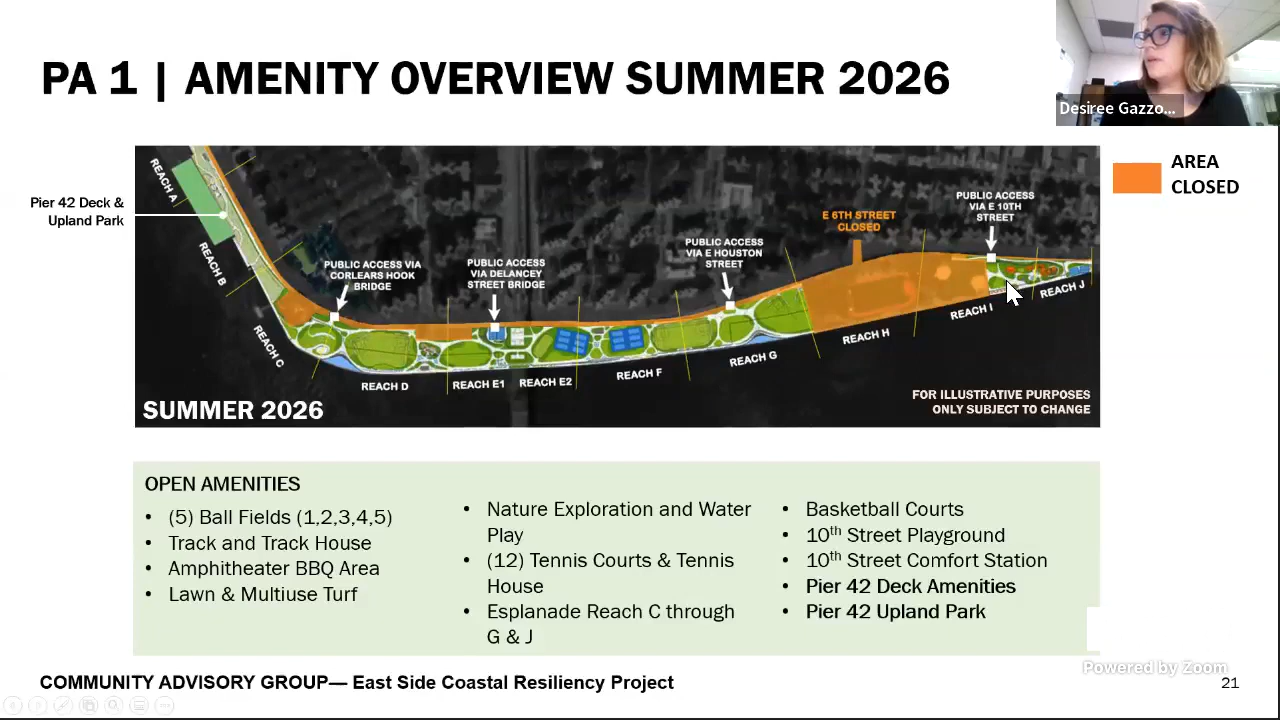 PA 1 | AMENITY OVERVIEW SUMMER 2026
Desiree Gazzo...
AREA
CLOSED
Pier 42 Deck &
Upland Park
REACH A
REACH B
REACH C
PUBLIC ACCESS VIA
CORLEARS HOOK
BRIDGE
PUBLIC ACCESS
VIA DELANCEY
STREET BRIDGE
PUBLIC ACCESS
VIA E HOUSTON
STREET
E 6TH STREET
CLOSED
PUBLIC ACCESS
VIA E 10TH
STREET
REACH D
REACH E1
REACH E2
REACH F
REACH G
REACH H
REACH I
REACH J
SUMMER 2026
FOR ILLUSTRATIVE PURPOSES
ONLY SUBJECT TO CHANGE
OPEN AMENITIES
• (5) Ball Fields (1,2,3,4,5)
• Track and Track House
• Amphitheater BBQ Area
• Lawn & Multiuse Turf
• Nature Exploration and Water
Play
• (12) Tennis Courts & Tennis
House
• Esplanade Reach C through
G & J
• Basketball Courts
• 10th Street Playground
• 10th Street Comfort Station
• Pier 42 Deck Amenities
• Pier 42 Upland Park
Powered by Zoom
COMMUNITY ADVISORY GROUP— East Side Coastal Resiliency Project
21